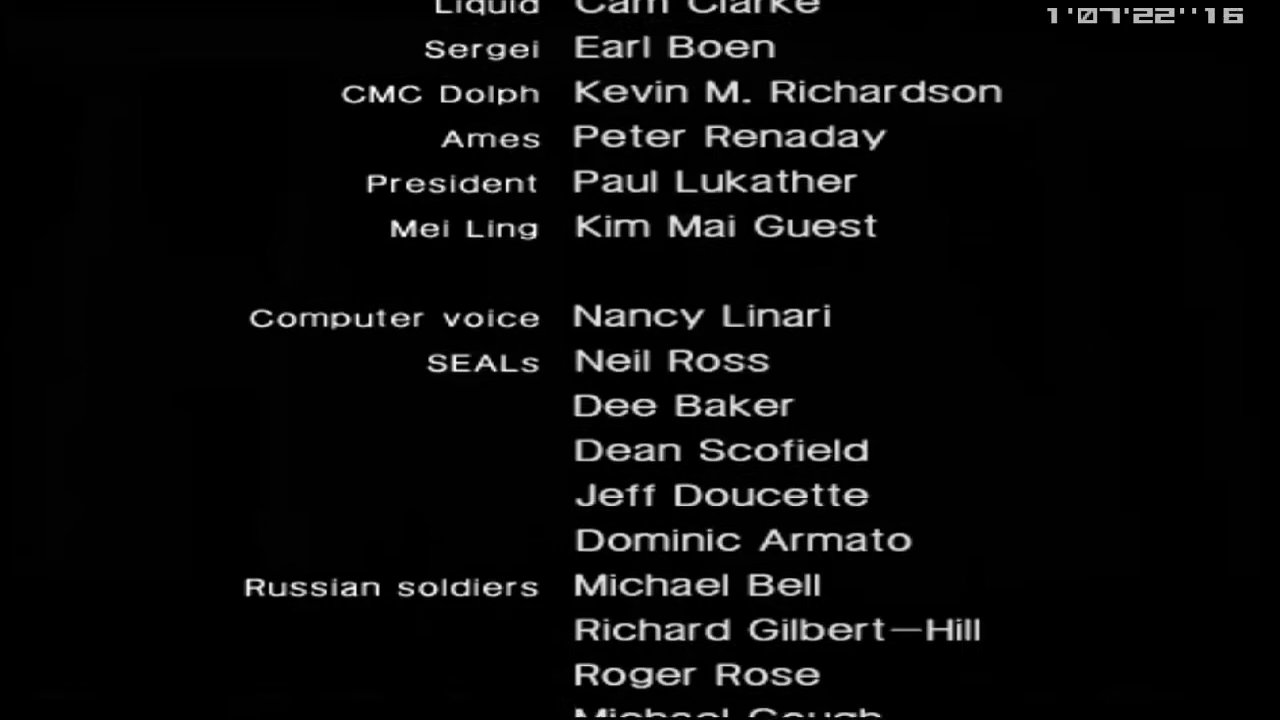 1'07'22''16
Liquid Cam Clarke
Sergei Earl Boen
CMC Dolph Kevin M. Richardson
Ames Peter Renaday
President Paul Lukather
Mei Ling Kim Mai Guest
Computer voice Nancy Linari
SEALs Neil Ross
Dee Baker
Dean Scofield
Jeff Doucette
Dominic Armato
Russian soldiers Michael Bell
Richard Gilbert—Hill
Roger Rose
Michael Gough